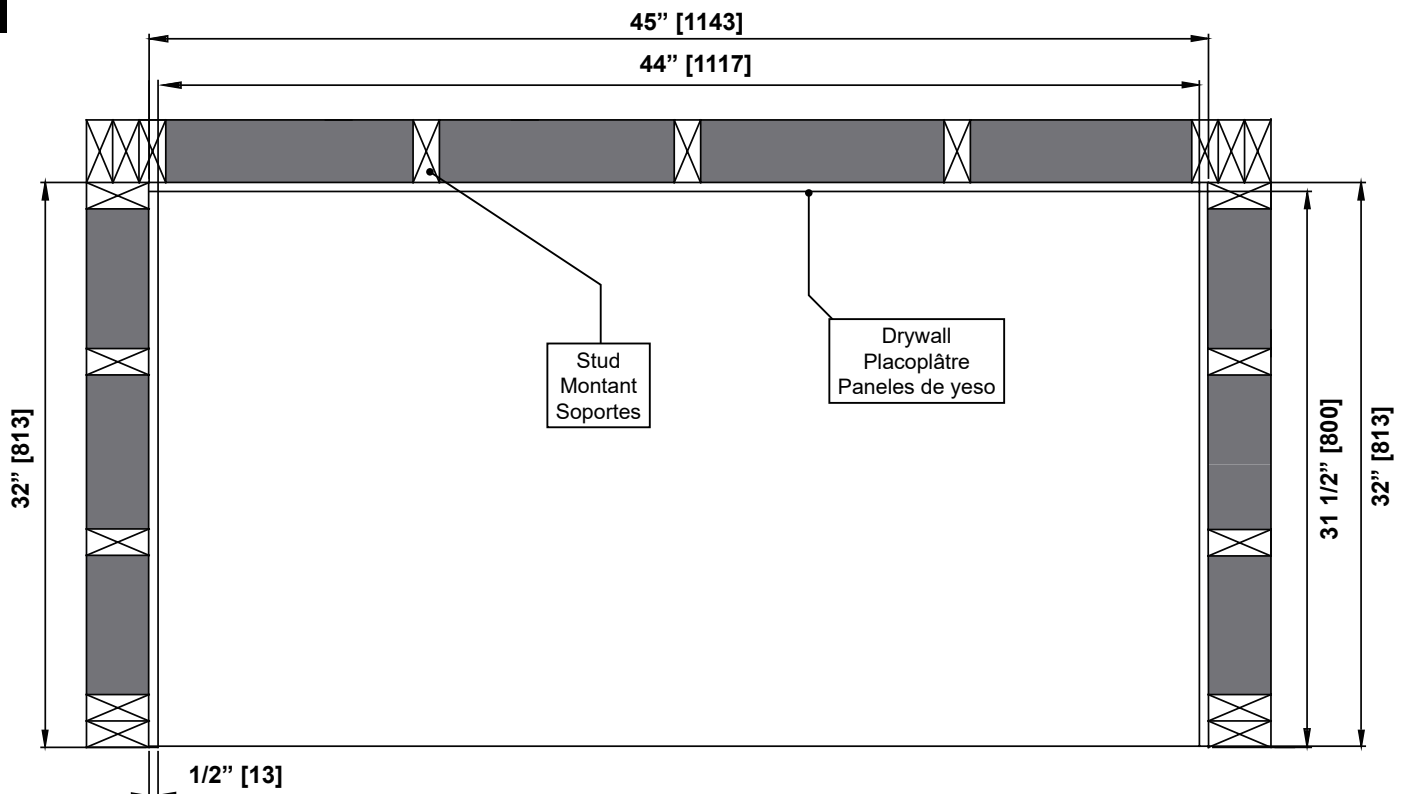 45” [1143]
44” [1117]
Stud
Montant
Soportes
Drywall
Placoplâtre
Paneles de yeso
32” [813]
31 1/2” [800]
32” [813]
1/2” [13]